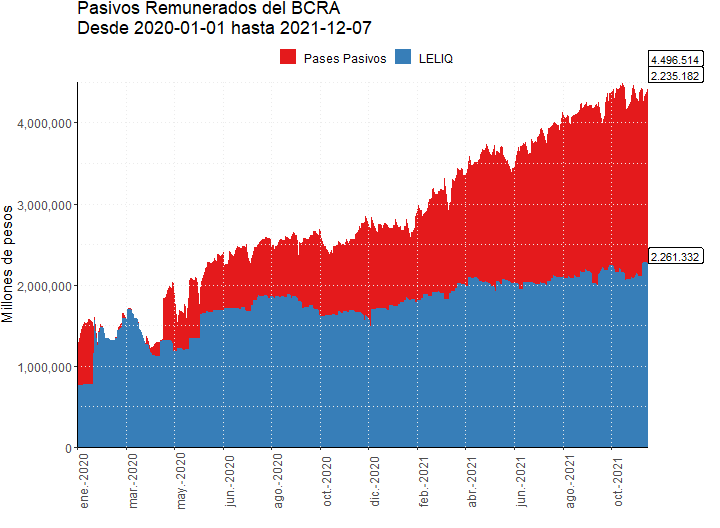 Pasivos Remunerados del BCRA
Desde 2020-01-01 hasta 2021-12-07
Pases Pasivos LELIQ
4.496.514
2.235.182
2.261.332
Millones de pesos
4,000,000
3,000,000
2,000,000
1,000,000
0
ene.-2020
mar.-2020
may.-2020
jun.-2020
ago.-2020
oct.-2020
dic.-2020
feb.-2021
abr.-2021
jun.-2021
ago.-2021
oct.-2021